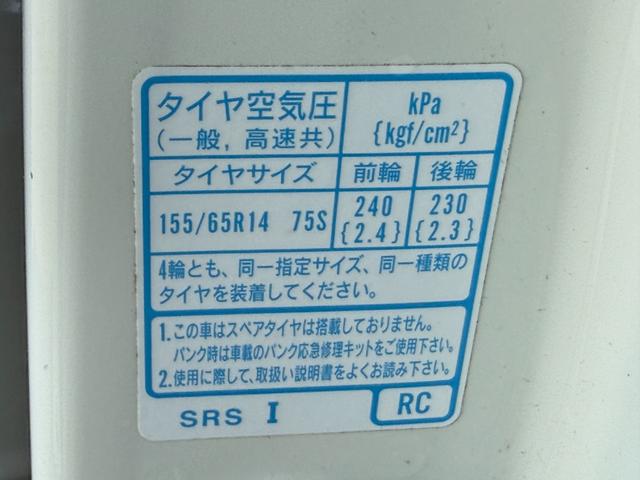 タイヤ空気圧
(一般, 高速共)
kPa
{kgf/cm²}
タイヤサイズ 前輪 後輪
155/65R14 75S 240 230
{2.4} {2.3}
4輪とも、同一指定サイズ、同一種類の
タイヤを装着してください。
1.この車はスペアタイヤは搭載しておりません。
パンク時は車載のパンク応急修理キットをご使用下さい。
2.使用に際して、取扱い説明書をよくお読み下さい。
SRS I RC